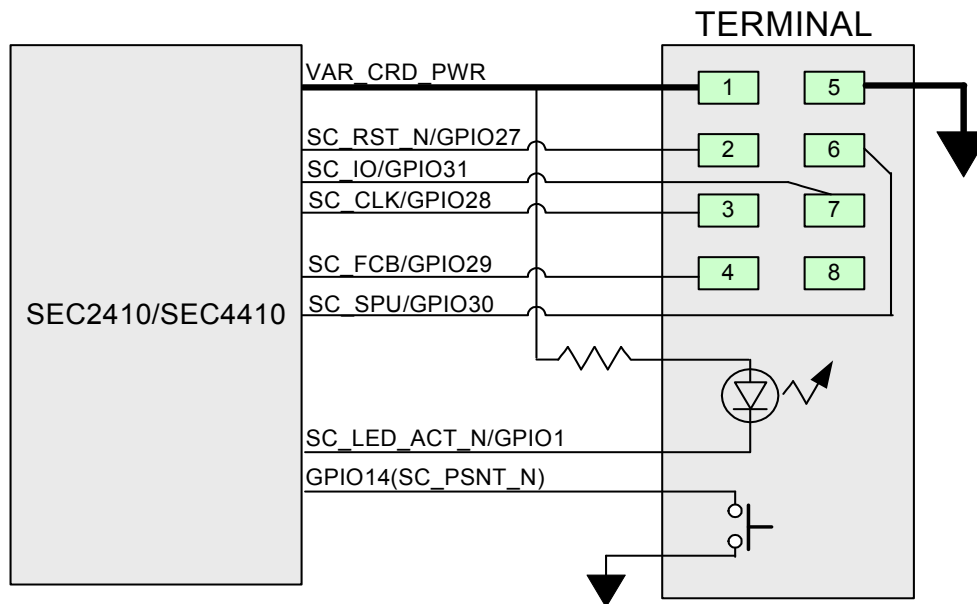 TERMINAL
VAR_CRD_PWR
1
5
SC_RST_N/GPIO27
2
6
SC_IO/GPIO31
7
SC_CLK/GPIO28
3
SC_FCB/GPIO29
4
8
SC_SPU/GPIO30
SEC2410/SEC4410
SC_LED_ACT_N/GPIO1
GPIO14(SC_PSNT_N)